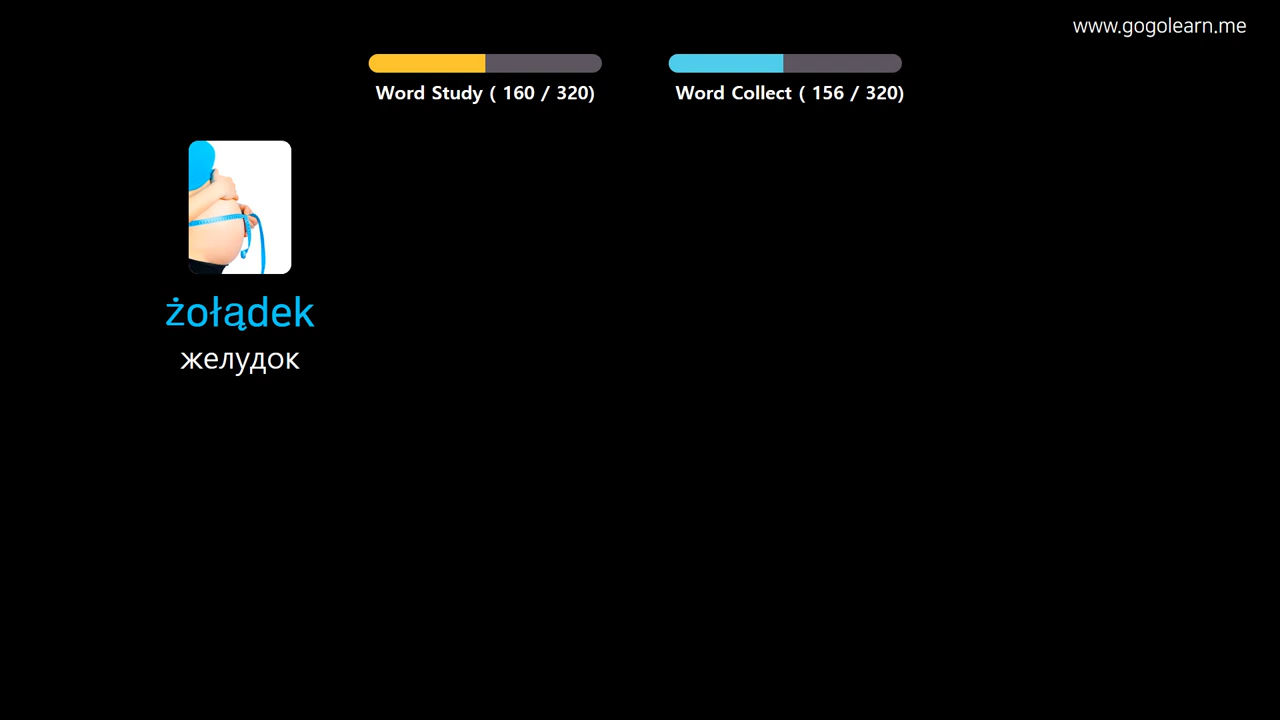 www.gogolearn.me
Word Study ( 160 / 320)
Word Collect ( 156 / 320)
żołądek
желудок